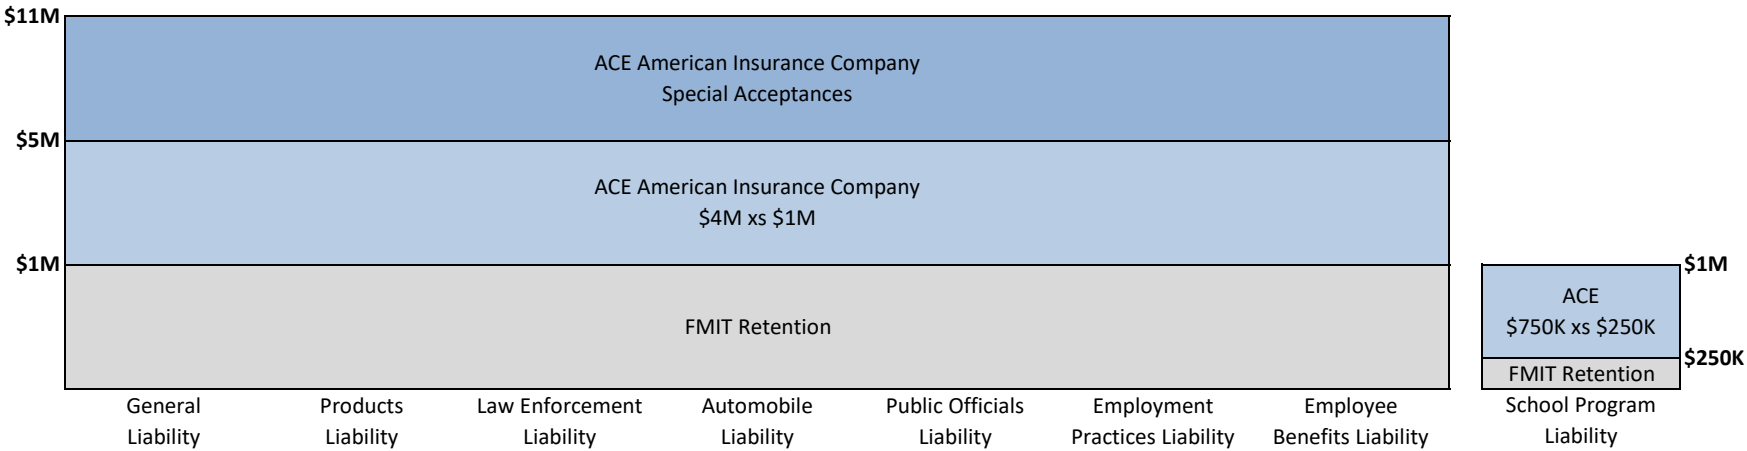 $11M
ACE American Insurance Company
Special Acceptances
$5M
ACE American Insurance Company
$4M xs $1M
$1M
FMIT Retention
General
Liability
Products
Liability
Law Enforcement
Liability
Automobile
Liability
Public Officials
Liability
Employment
Practices Liability
Employee
Benefits Liability
$1M
ACE
$750K xs $250K
$250K
FMIT Retention
School Program
Liability